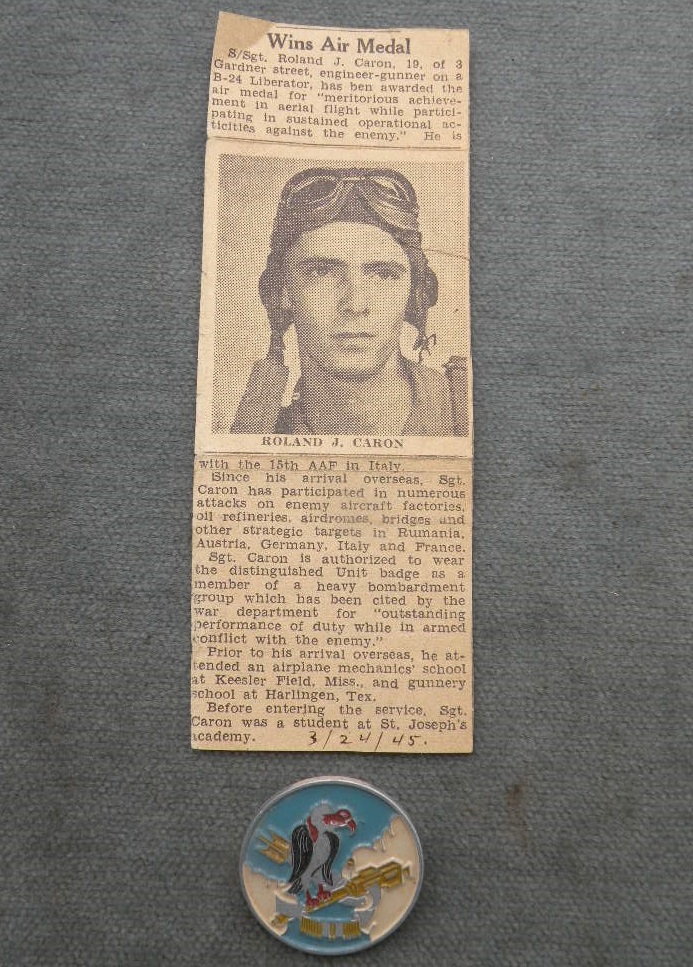 Wins Air Medal
S/Sgt. Roland J. Caron, 19, of 3
Gardner street, engineer-gunner on a
B-24 Liberator, has ben awarded the
air medal for "meritorious achieve-
ment in aerial flight while partici-
pating in sustained operational ac-
ticities against the enemy." He is
ROLAND J. CARON
with the 15th AAF in Italy.
Since his arrival overseas, Sgt.
Caron has participated in numerous
attacks on enemy aircraft factories,
oil refineries, airdromes, bridges and
other strategic targets in Rumania,
Austria, Germany, Italy and France.
Sgt. Caron is authorized to wear
the distinguished Unit badge as a
member of a heavy bombardment
group which has been cited by the
war department for "outstanding
performance of duty while in armed
conflict with the enemy."
Prior to his arrival overseas, he at-
tended an airplane mechanics' school
at Keesler Field, Miss., and gunnery
school at Harlingen, Tex.
Before entering the service, Sgt.
Caron was a student at St. Joseph's
academy. 3/24/45.